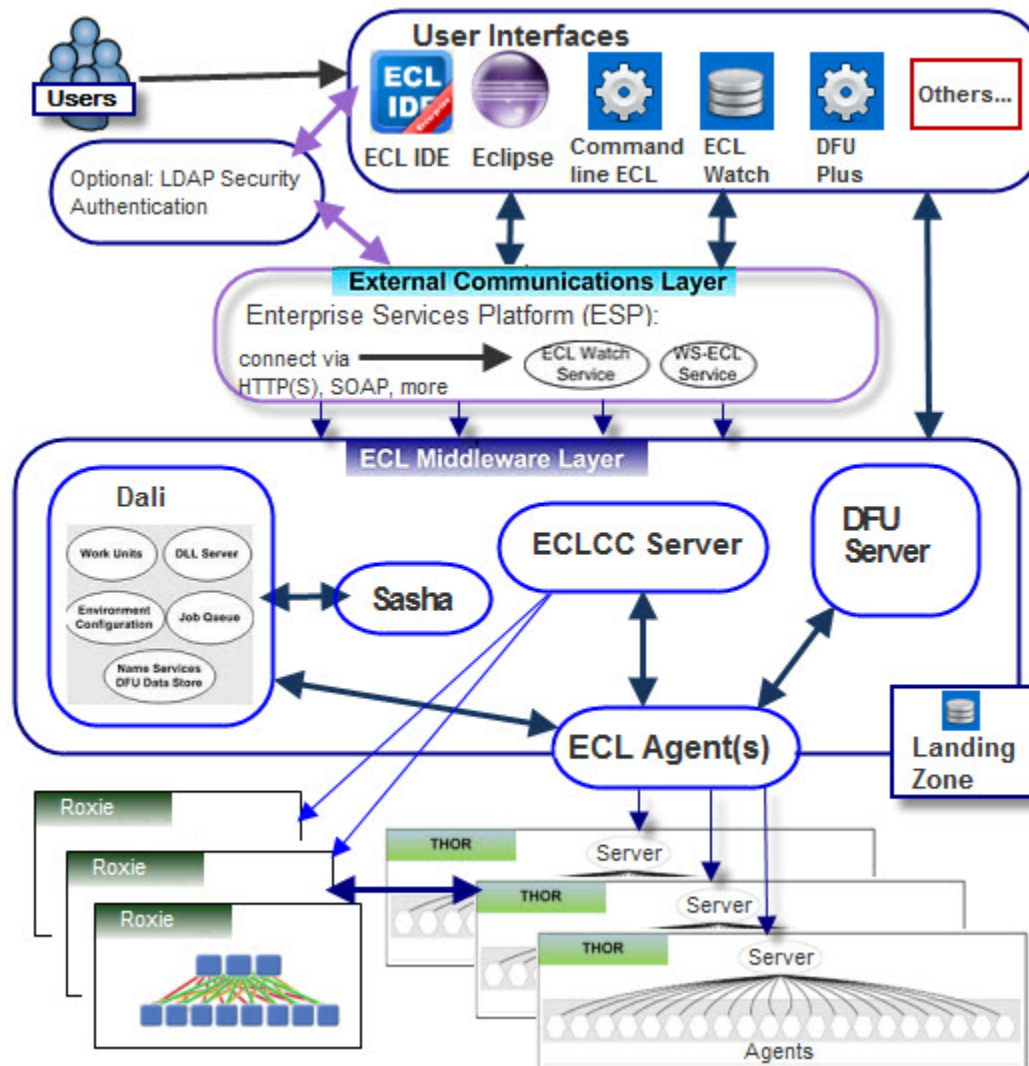 User Interfaces
Users
ECL
IDE
Enterprise
ECL IDE
Eclipse
Command
line ECL
ECL
Watch
DFU
Plus
Others...
Optional: LDAP Security
Authentication
External Communications Layer
Enterprise Services Platform (ESP):
connect via
HTTP(S), SOAP, more
ECL Watch
Service
WS-ECL
Service
ECL Middleware Layer
Dali
Work Units
DLL Server
Environment
Configuration
Job Queue
Name Services
DFU Data Store
Sasha
ECLCC Server
DFU
Server
ECL Agent(s)
Landing
Zone
Roxie
Roxie
Roxie
THOR
Server
THOR
Server
THOR
Server
Agents